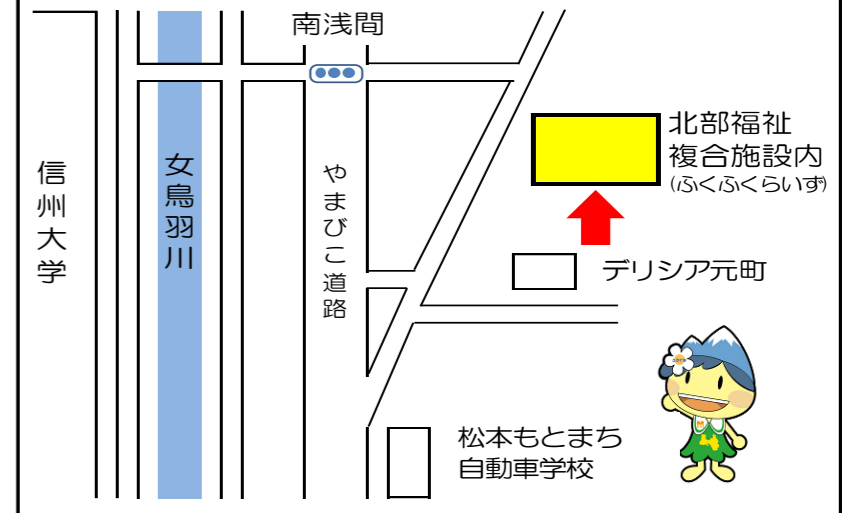 南浅間
北部福祉
複合施設内
(ふくふくらいず)
信州大学
女鳥羽川
やまびこ道路
デリシア元町
松本もとまち
自動車学校